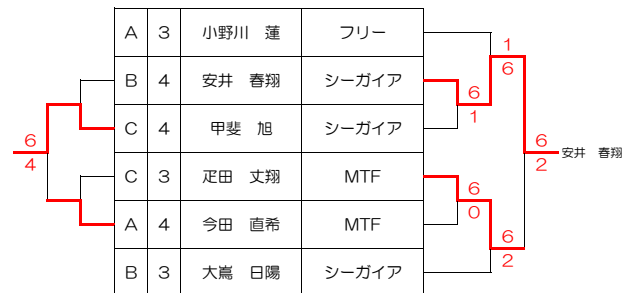 A 3 小野川 蓮 フリー
1
6
B 4 安井 春翔 シーガイア
6
1
C 4 甲斐 旭 シーガイア
6
4
6
2
安井 春翔
C 3 疋田 丈翔 MTF
6
0
A 4 今田 直希 MTF
6
2
B 3 大嶌 日陽 シーガイア